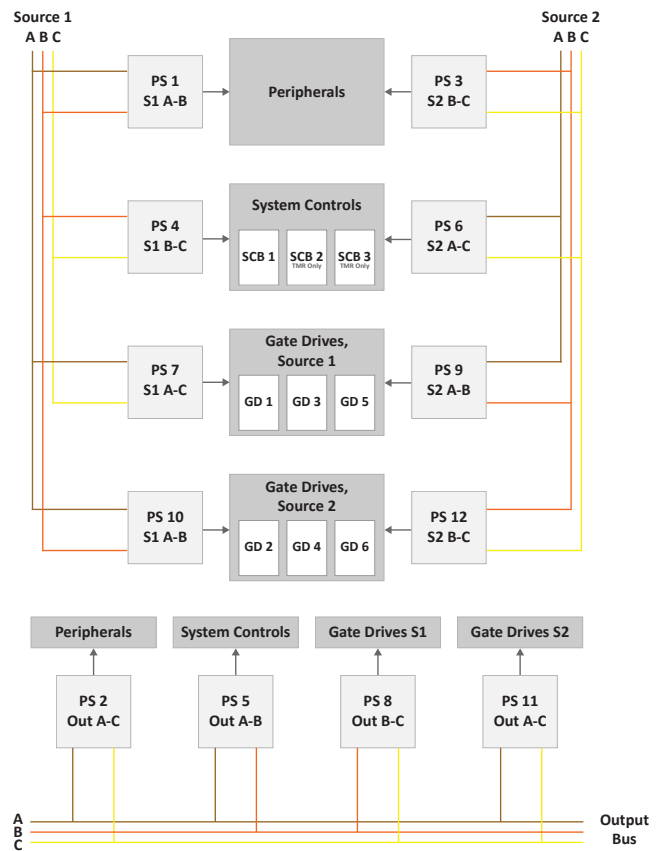 Source 1
A B C
Source 2
A B C
PS 1
S1 A-B
Peripherals
PS 3
S2 B-C
PS 4
S1 B-C
System Controls
SCB 1
SCB 2
TMR Only
SCB 3
TMR Only
PS 6
S2 A-C
PS 7
S1 A-C
Gate Drives,
Source 1
GD 1
GD 3
GD 5
PS 9
S2 A-B
PS 10
S1 A-B
Gate Drives,
Source 2
GD 2
GD 4
GD 6
PS 12
S2 B-C
Peripherals
System Controls
Gate Drives S1
Gate Drives S2
PS 2
Out A-C
PS 5
Out A-B
PS 8
Out B-C
PS 11
Out A-C
A
B
C
Output
Bus